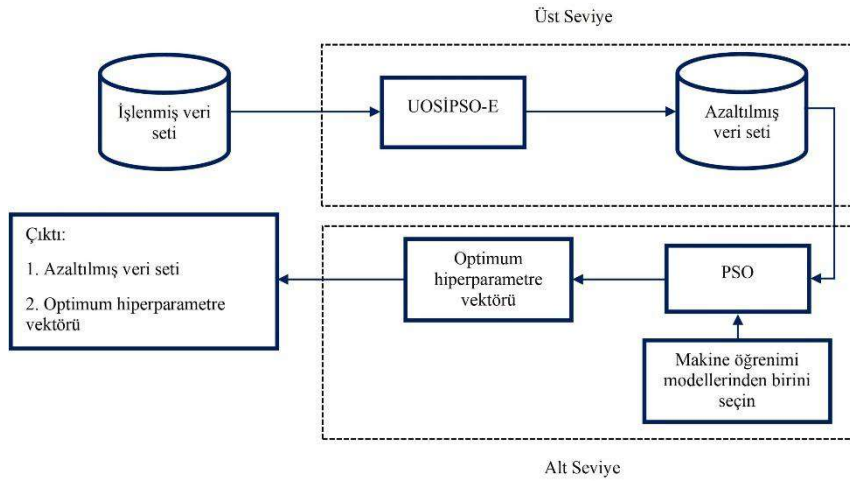 Üst Seviye
İşlenmiş veri
seti
UOSİPSO-E
Azaltılmış
veri seti
Çıktı:
1. Azaltılmış veri seti
2. Optimum hiperparametre
vektörü
Optimum
hiperparametre
vektörü
PSO
Makine öğrenimi
modellerinden birini
seçin
Alt Seviye